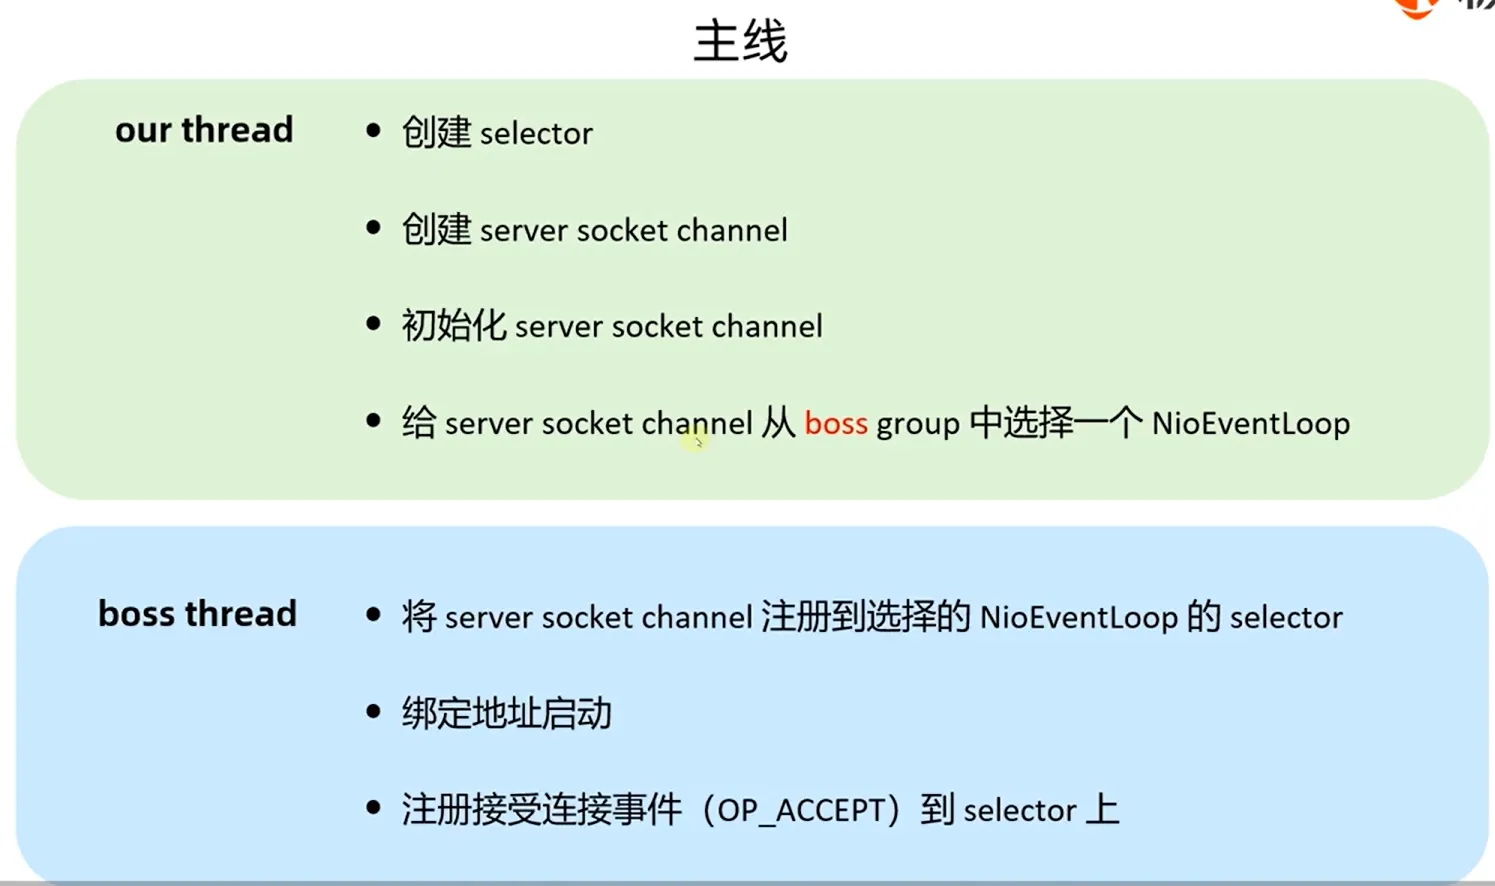 主线
our thread
• 创建 selector
• 创建 server socket channel
• 初始化 server socket channel
• 给 server socket channel 从 boss group 中选择一个 NioEventLoop
boss thread
• 将 server socket channel 注册到选择的 NioEventLoop 的 selector
• 绑定地址启动
• 注册接受连接事件（OP_ACCEPT）到 selector 上